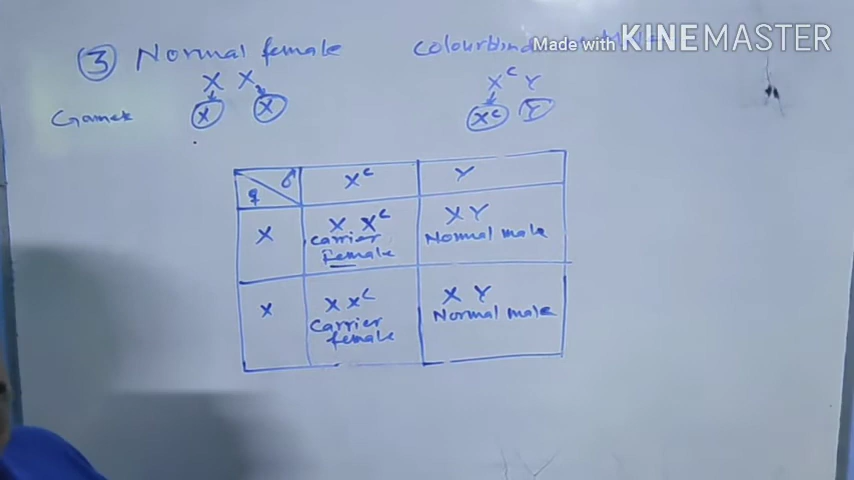 Made with KINEMASTER
③ Normal female Colourblind
X X Xᶜ Y
Gamet X X Xᶜ Y
♀ ♂ Xᶜ Y
X X Xᶜ X Y
Carrier Normal male
Female
X X Xᶜ X Y
Carrier Normal male
female